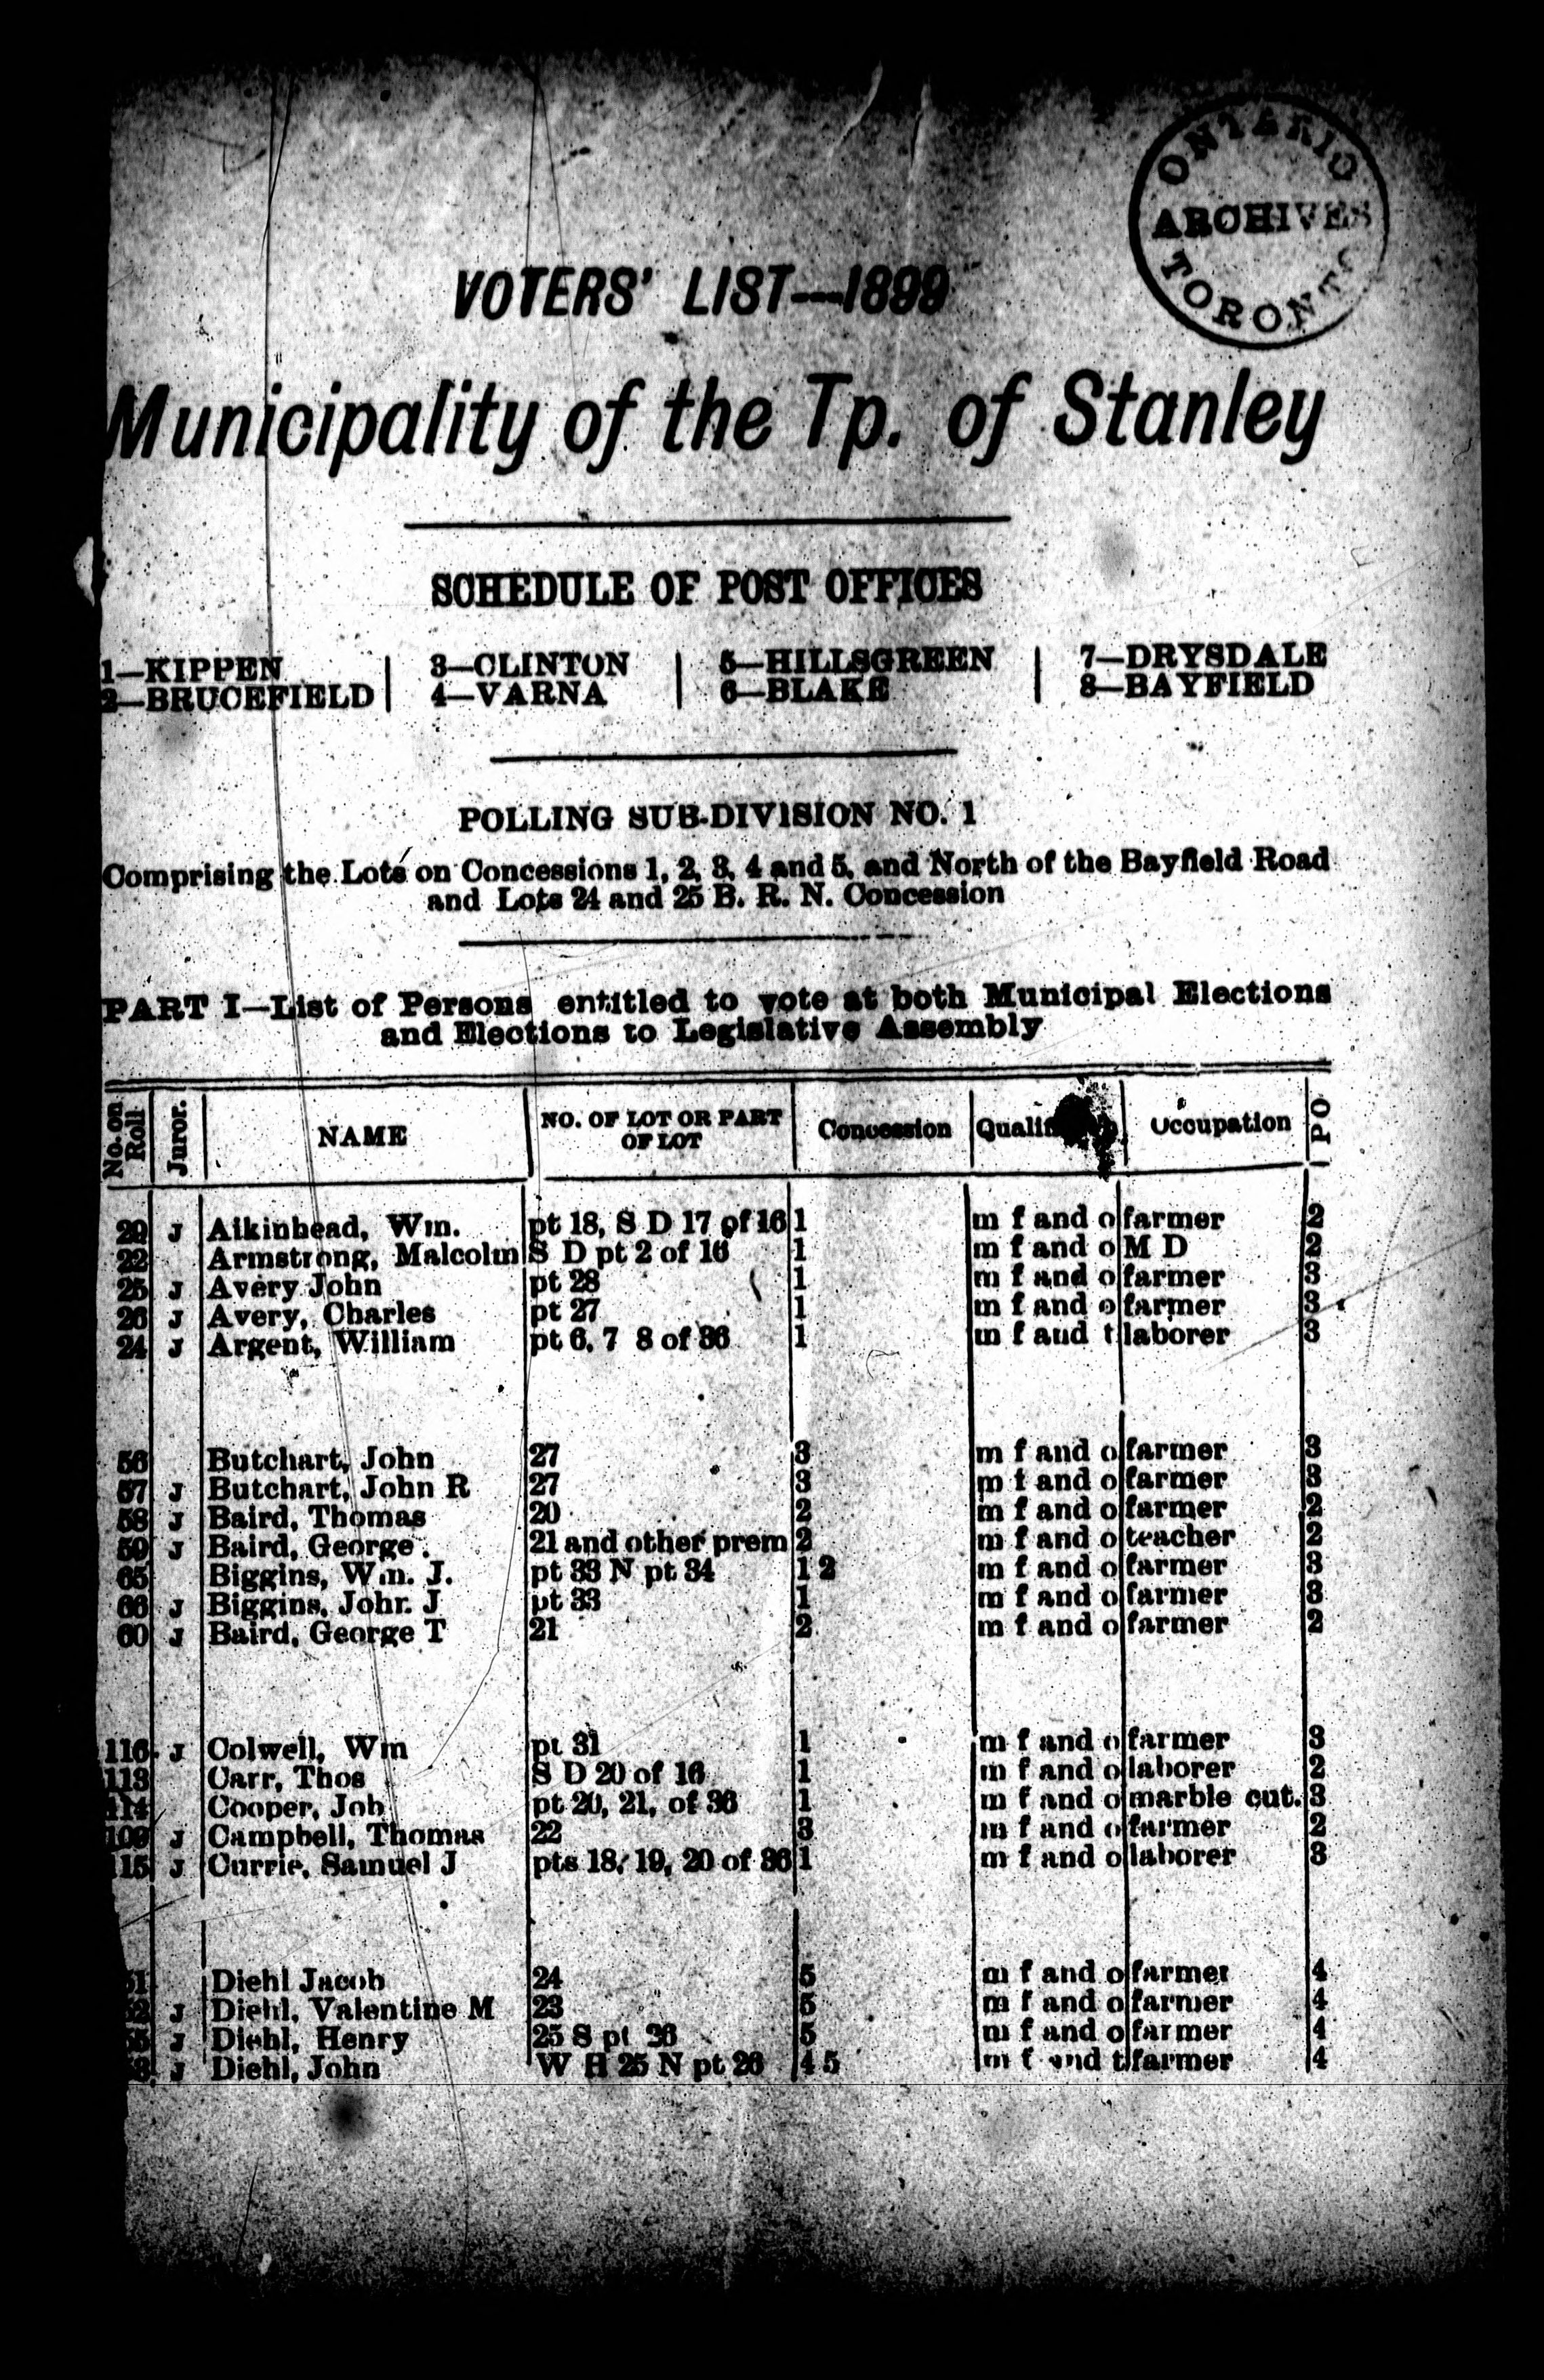 ONTARIO
ARCHIVES
TORONTO
VOTERS' LIST—1899
Municipality of the Tp. of Stanley
SCHEDULE OF POST OFFICES
1—KIPPEN 3—CLINTON 5—HILLSGREEN 7—DRYSDALE
2—BRUCEFIELD 4—VARNA 6—BLAKE 8—BAYFIELD
POLLING SUB-DIVISION NO. 1
Comprising the Lots on Concessions 1, 2, 3, 4 and 5, and North of the Bayfield Road
and Lots 24 and 25 B. R. N. Concession
PART I—List of Persons entitled to vote at both Municipal Elections
and Elections to Legislative Assembly
No. on Roll Juror. NAME NO. OF LOT OR PART OF LOT Concession Occupation P O
20 J Aikinhead, Wm. pt 18, S D 17 of 16 1 m f and o farmer 2
22 Armstrong, Malcolm S D pt 2 of 16 1 m f and o M D 2
25 J Avery John pt 28 1 m f and o farmer 3
26 J Avery, Charles pt 27 1 m f and o farmer 3
24 J Argent, William pt 6, 7 8 of 36 1 m f and t laborer 3
56 Butchart, John 27 3 m f and o farmer 3
57 J Butchart, John R 27 3 m f and o farmer 3
58 J Baird, Thomas 20 2 m f and o farmer 2
59 J Baird, George 21 and other prem 2 m f and o teacher 2
65 Biggins, Wm. J. pt 33 N pt 34 1 2 m f and o farmer 3
66 J Biggins, John J pt 33 1 m f and o farmer 3
60 J Baird, George T 21 2 m f and o farmer 2
116 J Colwell, Wm pt 31 1 m f and o farmer 3
113 Carr, Thos S D 20 of 16 1 m f and o laborer 2
114 Cooper, Job pt 20, 21, of 36 1 m f and o marble cut. 3
109 J Campbell, Thomas 22 3 m f and o farmer 2
115 J Currie, Samuel J pts 18, 19, 20 of 36 1 m f and o laborer 3
Diehl Jacob 24 5 m f and o farmer 4
J Diehl, Valentine M 23 5 m f and o farmer 4
J Diehl, Henry 25 S pt 26 5 m f and o farmer 4
J Diehl, John W H 25 N pt 26 4 5 m f and t farmer 4